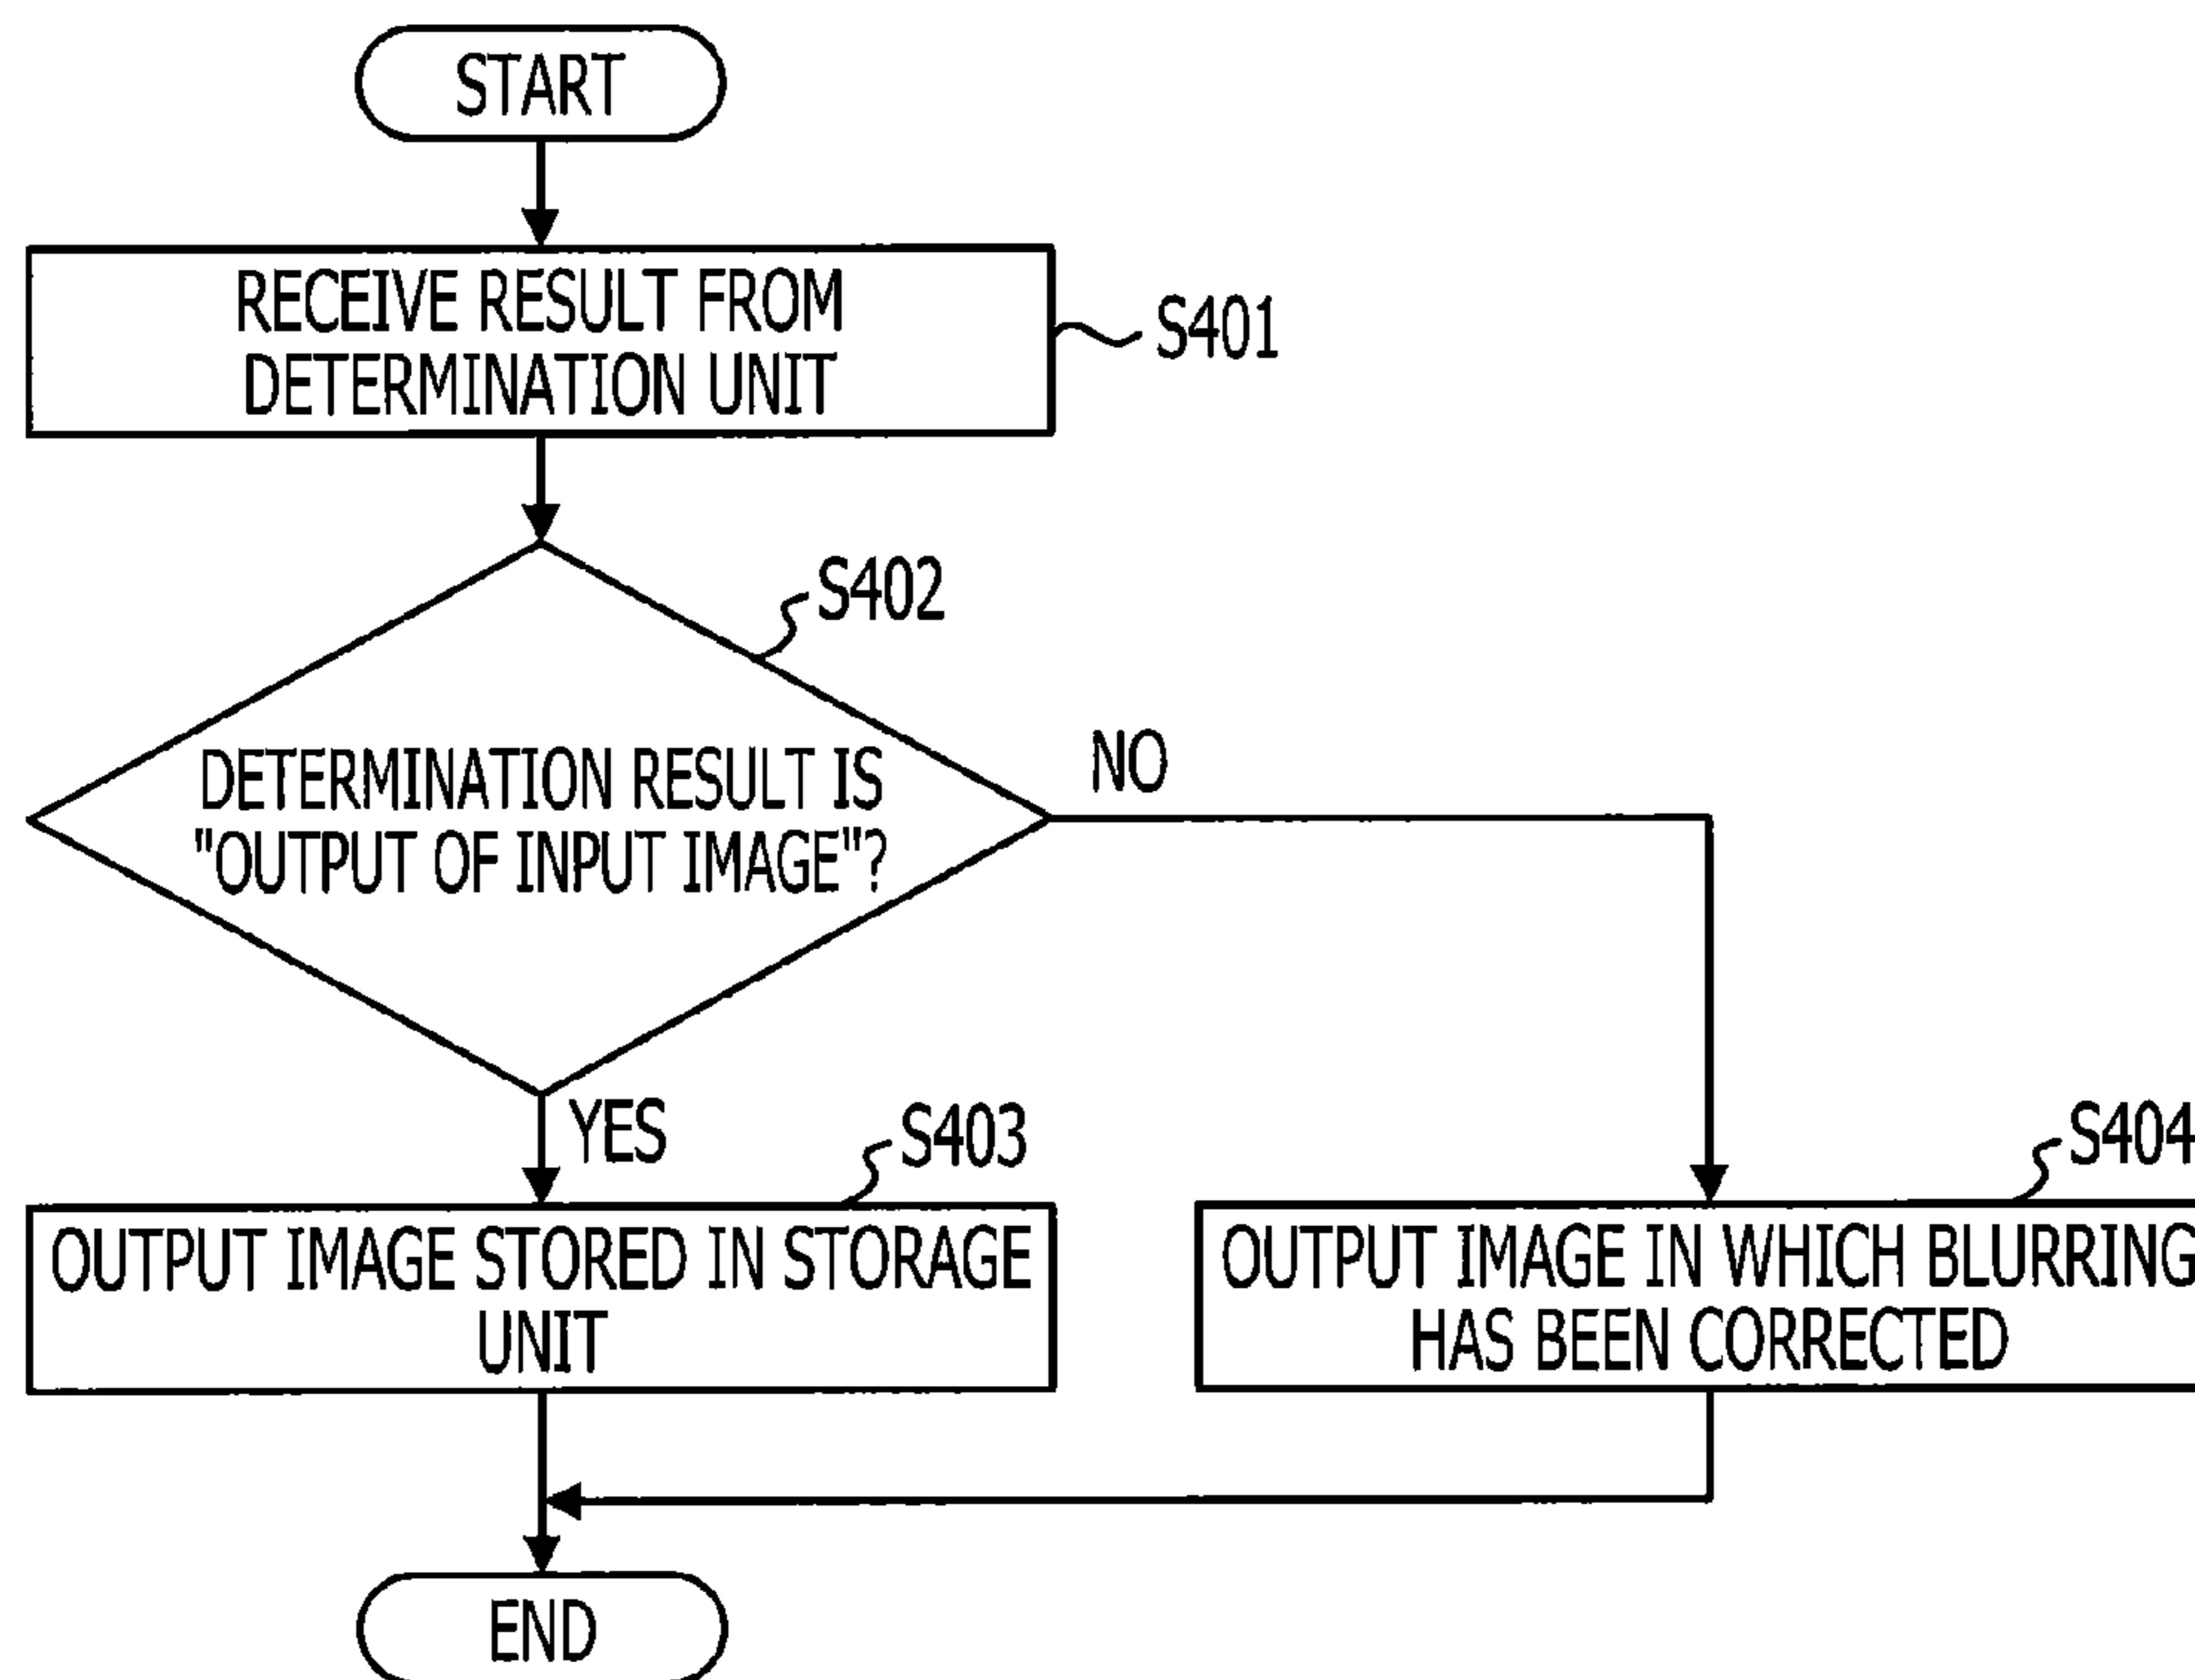 START
RECEIVE RESULT FROM
DETERMINATION UNIT
S401
S402
DETERMINATION RESULT IS
"OUTPUT OF INPUT IMAGE"?
NO
YES
S403
OUTPUT IMAGE STORED IN STORAGE
UNIT
S404
OUTPUT IMAGE IN WHICH BLURRING
HAS BEEN CORRECTED
END